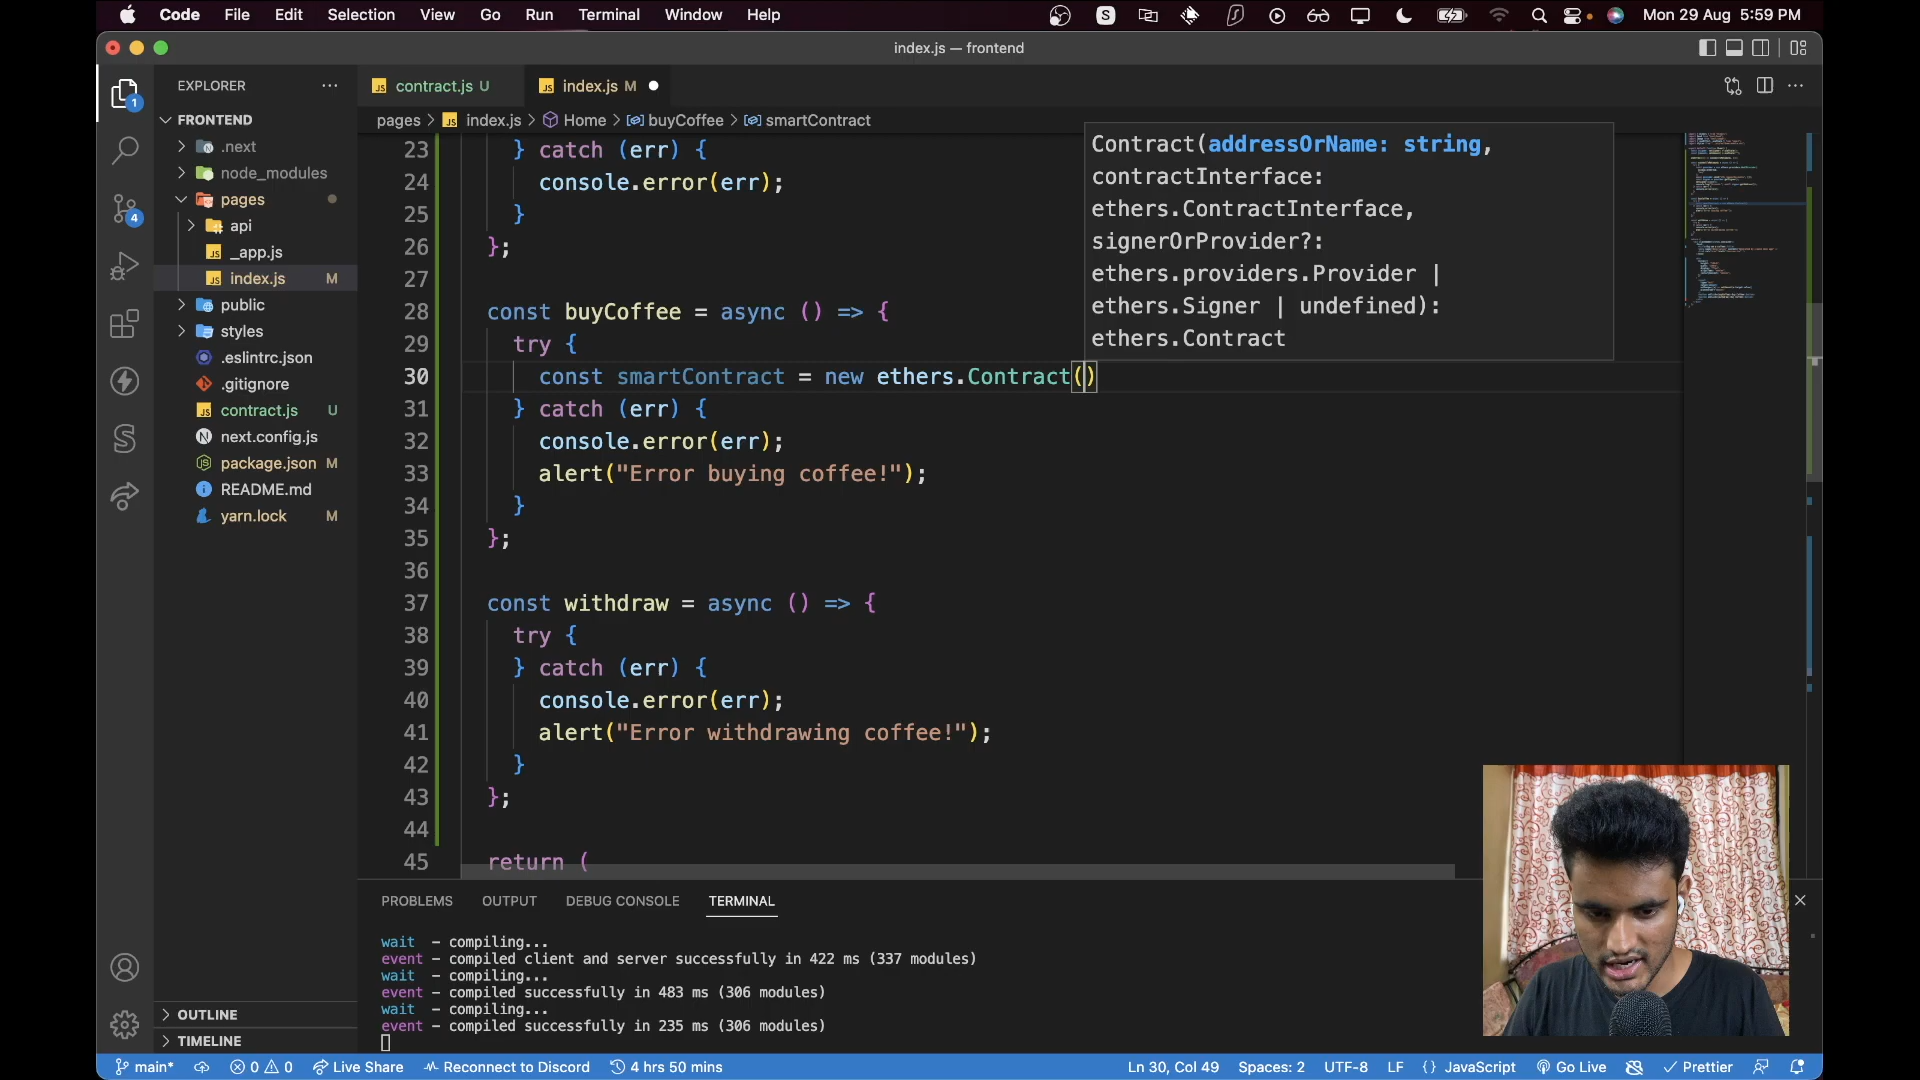 Code File Edit Selection View Go Run Terminal Window Help
Mon 29 Aug 5:59 PM
index.js — frontend
EXPLORER
contract.js U
index.js M
FRONTEND
.next
node_modules
pages
api
_app.js
index.js M
public
styles
.eslintrc.json
.gitignore
contract.js U
next.config.js
package.json M
README.md
yarn.lock M
OUTLINE
TIMELINE
pages > index.js > Home > buyCoffee > smartContract
Contract(addressOrName: string,
contractInterface:
ethers.ContractInterface,
signerOrProvider?:
ethers.providers.Provider |
ethers.Signer | undefined):
ethers.Contract
23 } catch (err) {
24 console.error(err);
25 }
26 };
27
28 const buyCoffee = async () => {
29 try {
30 const smartContract = new ethers.Contract()
31 } catch (err) {
32 console.error(err);
33 alert("Error buying coffee!");
34 }
35 };
36
37 const withdraw = async () => {
38 try {
39 } catch (err) {
40 console.error(err);
41 alert("Error withdrawing coffee!");
42 }
43 };
44
45 return (
PROBLEMS OUTPUT DEBUG CONSOLE TERMINAL
wait - compiling...
event - compiled client and server successfully in 422 ms (337 modules)
wait - compiling...
event - compiled successfully in 483 ms (306 modules)
wait - compiling...
event - compiled successfully in 235 ms (306 modules)
main* 0 0 Live Share Reconnect to Discord 4 hrs 50 mins
Ln 30, Col 49 Spaces: 2 UTF-8 LF {} JavaScript Go Live Prettier